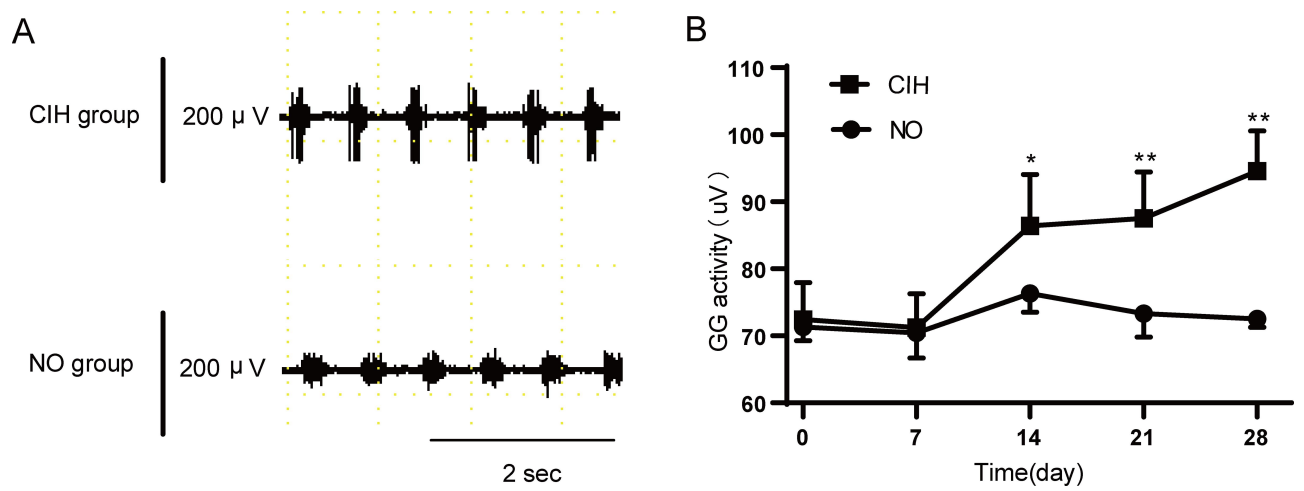 A
CIH group
200 μ V
NO group
200 μ V
2 sec
B
CIH
NO
GG activity（uV）
110
100
90
80
70
60
*
**
**
0 7 14 21 28
Time(day)